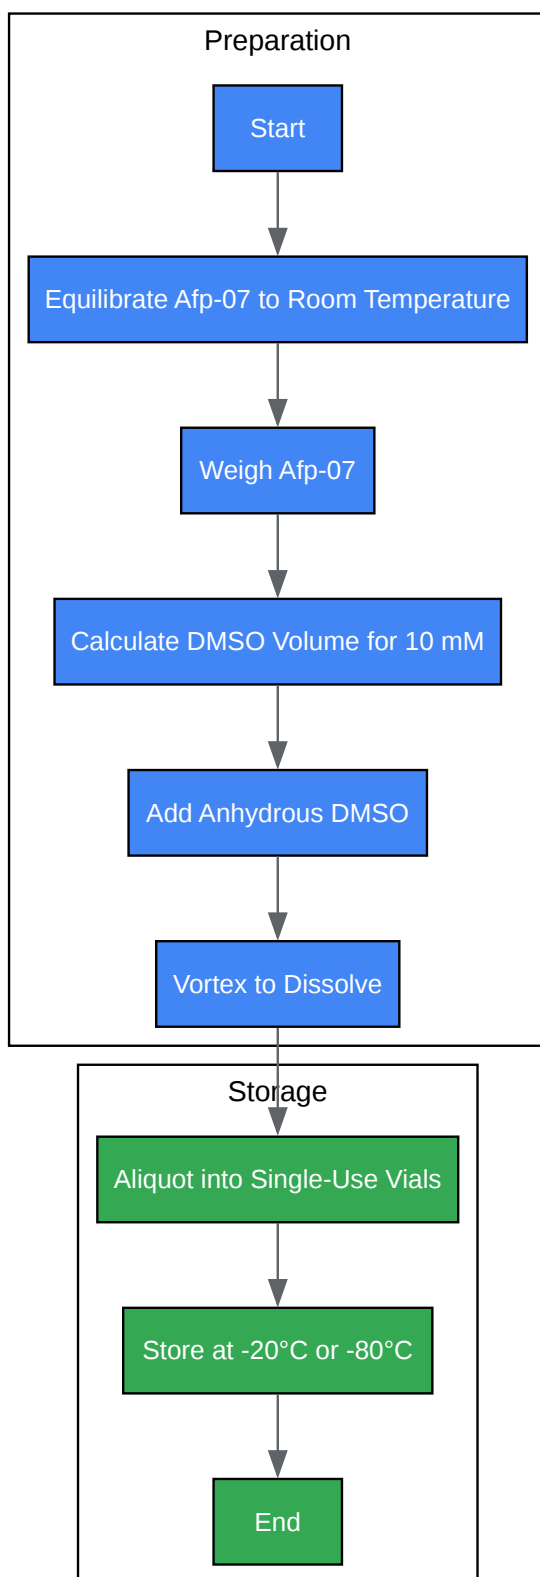 Preparation
Start
Equilibrate Afp-07 to Room Temperature
Weigh Afp-07
Calculate DMSO Volume for 10 mM
Add Anhydrous DMSO
Vortex to Dissolve
Storage
Aliquot into Single-Use Vials
Store at -20°C or -80°C
End